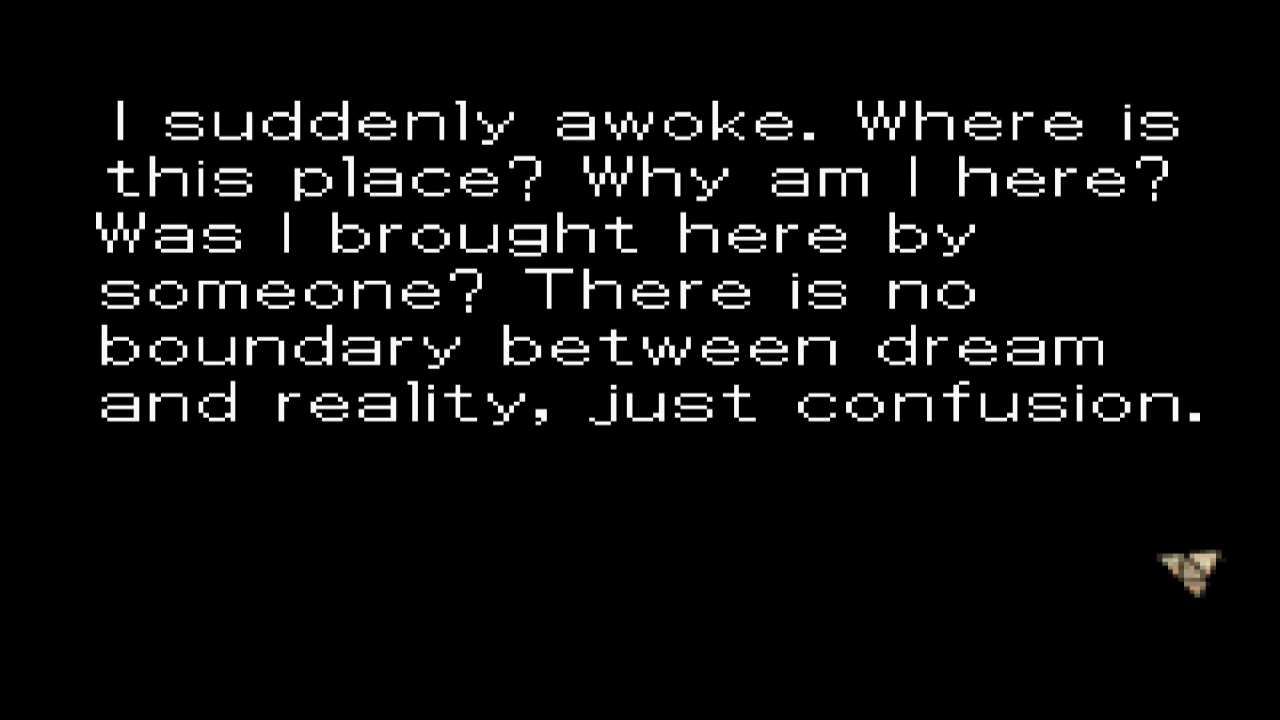 I suddenly awoke. Where is
this place? Why am I here?
Was I brought here by
someone? There is no
boundary between dream
and reality, just confusion.